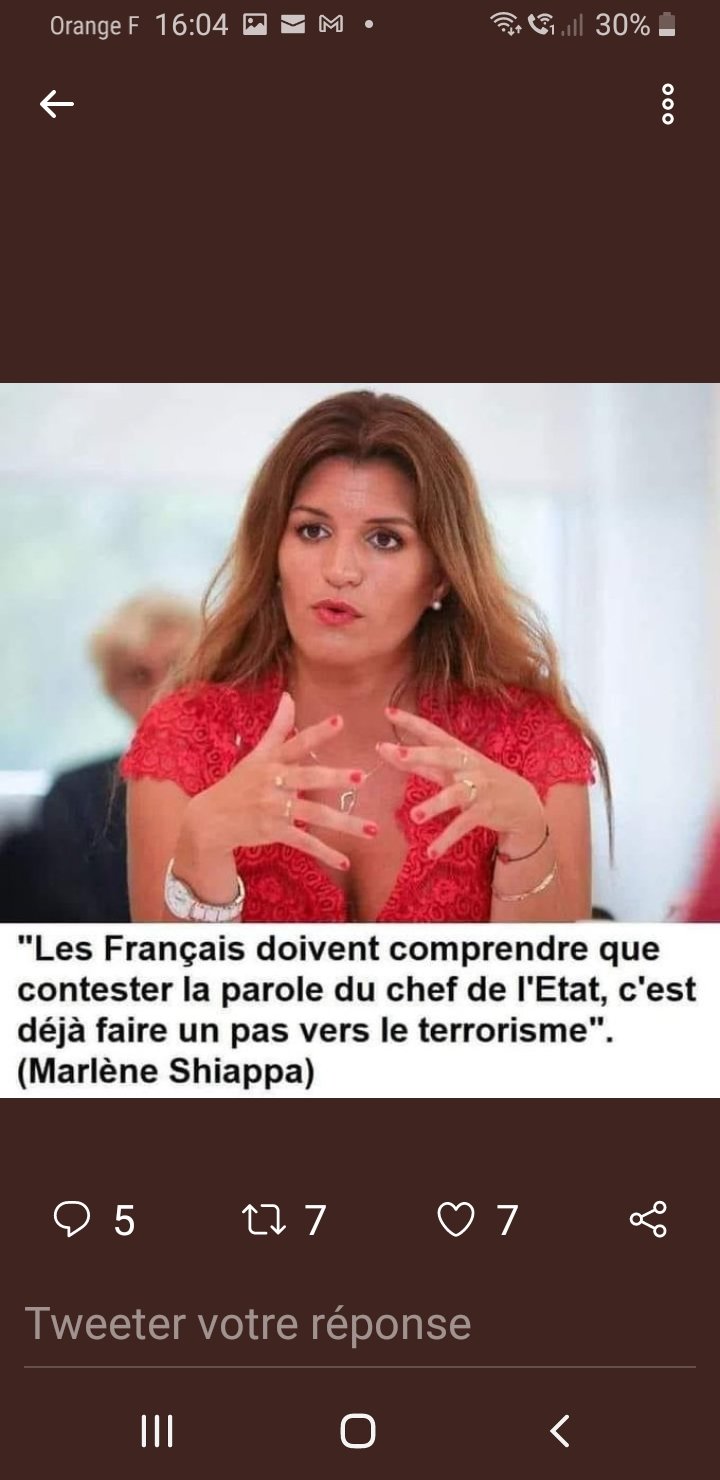 Orange F 16:04 30%
"Les Français doivent comprendre que
contester la parole du chef de l'Etat, c'est
déjà faire un pas vers le terrorisme".
(Marlène Shiappa)
5 7 7
Tweeter votre réponse